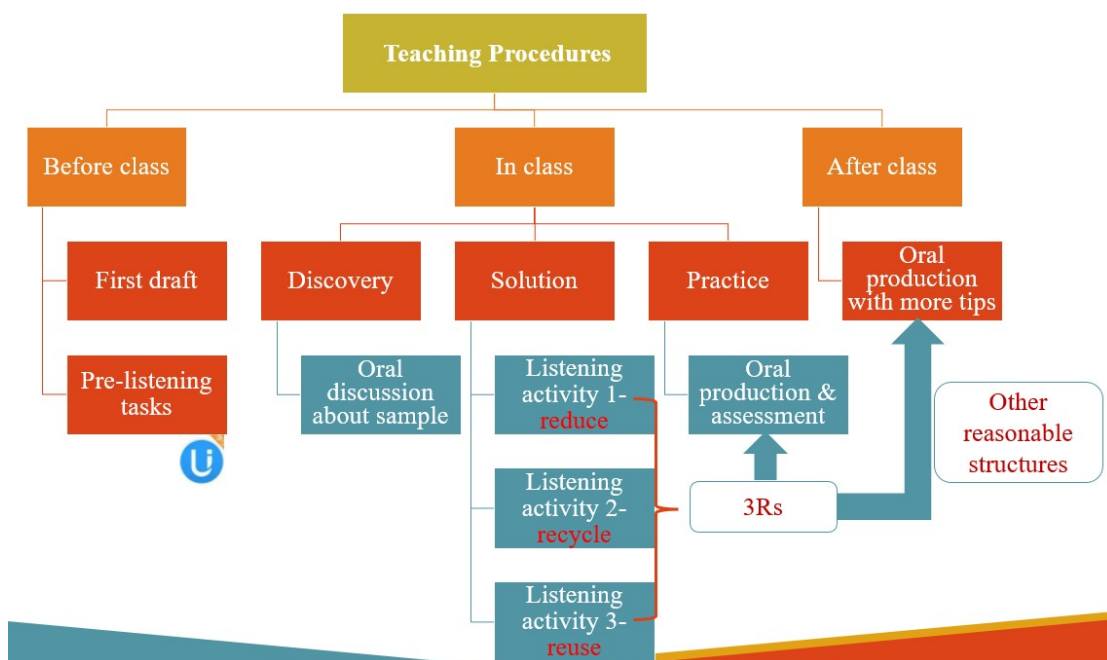 Teaching Procedures
Before class
In class
After class
First draft
Discovery
Solution
Practice
Oral
production
with more tips
Pre-listening
tasks
Oral
discussion
about sample
Listening
activity 1-
reduce
Oral
production &
assessment
Other
reasonable
structures
Listening
activity 2-
recycle
3Rs
Listening
activity 3-
reuse
U